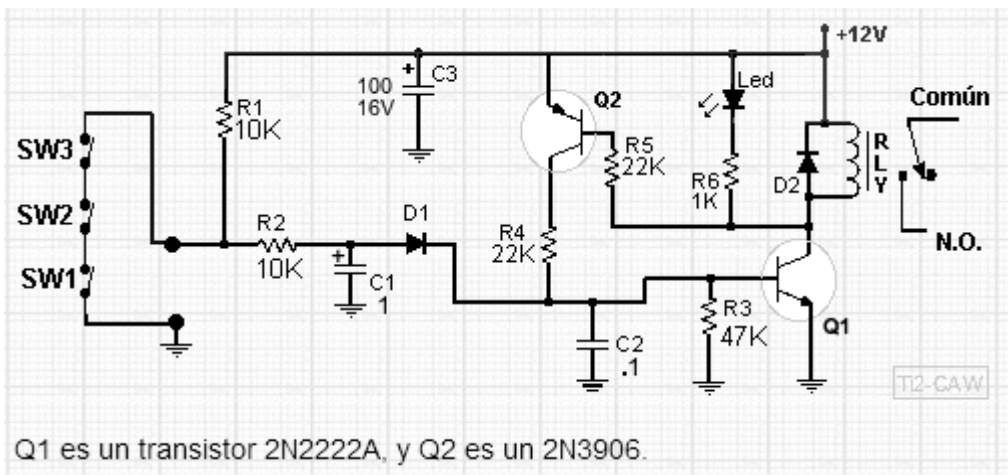 +12V
C3
100
16V
Led
Q2
R1
10K
Común
SW3
R5
22K
RLY
R6
1K
D2
SW2
R2
10K
D1
R4
22K
N.O.
SW1
C1
1
R3
47K
Q1
C2
.1
TI2-CAW
Q1 es un transistor 2N2222A, y Q2 es un 2N3906.